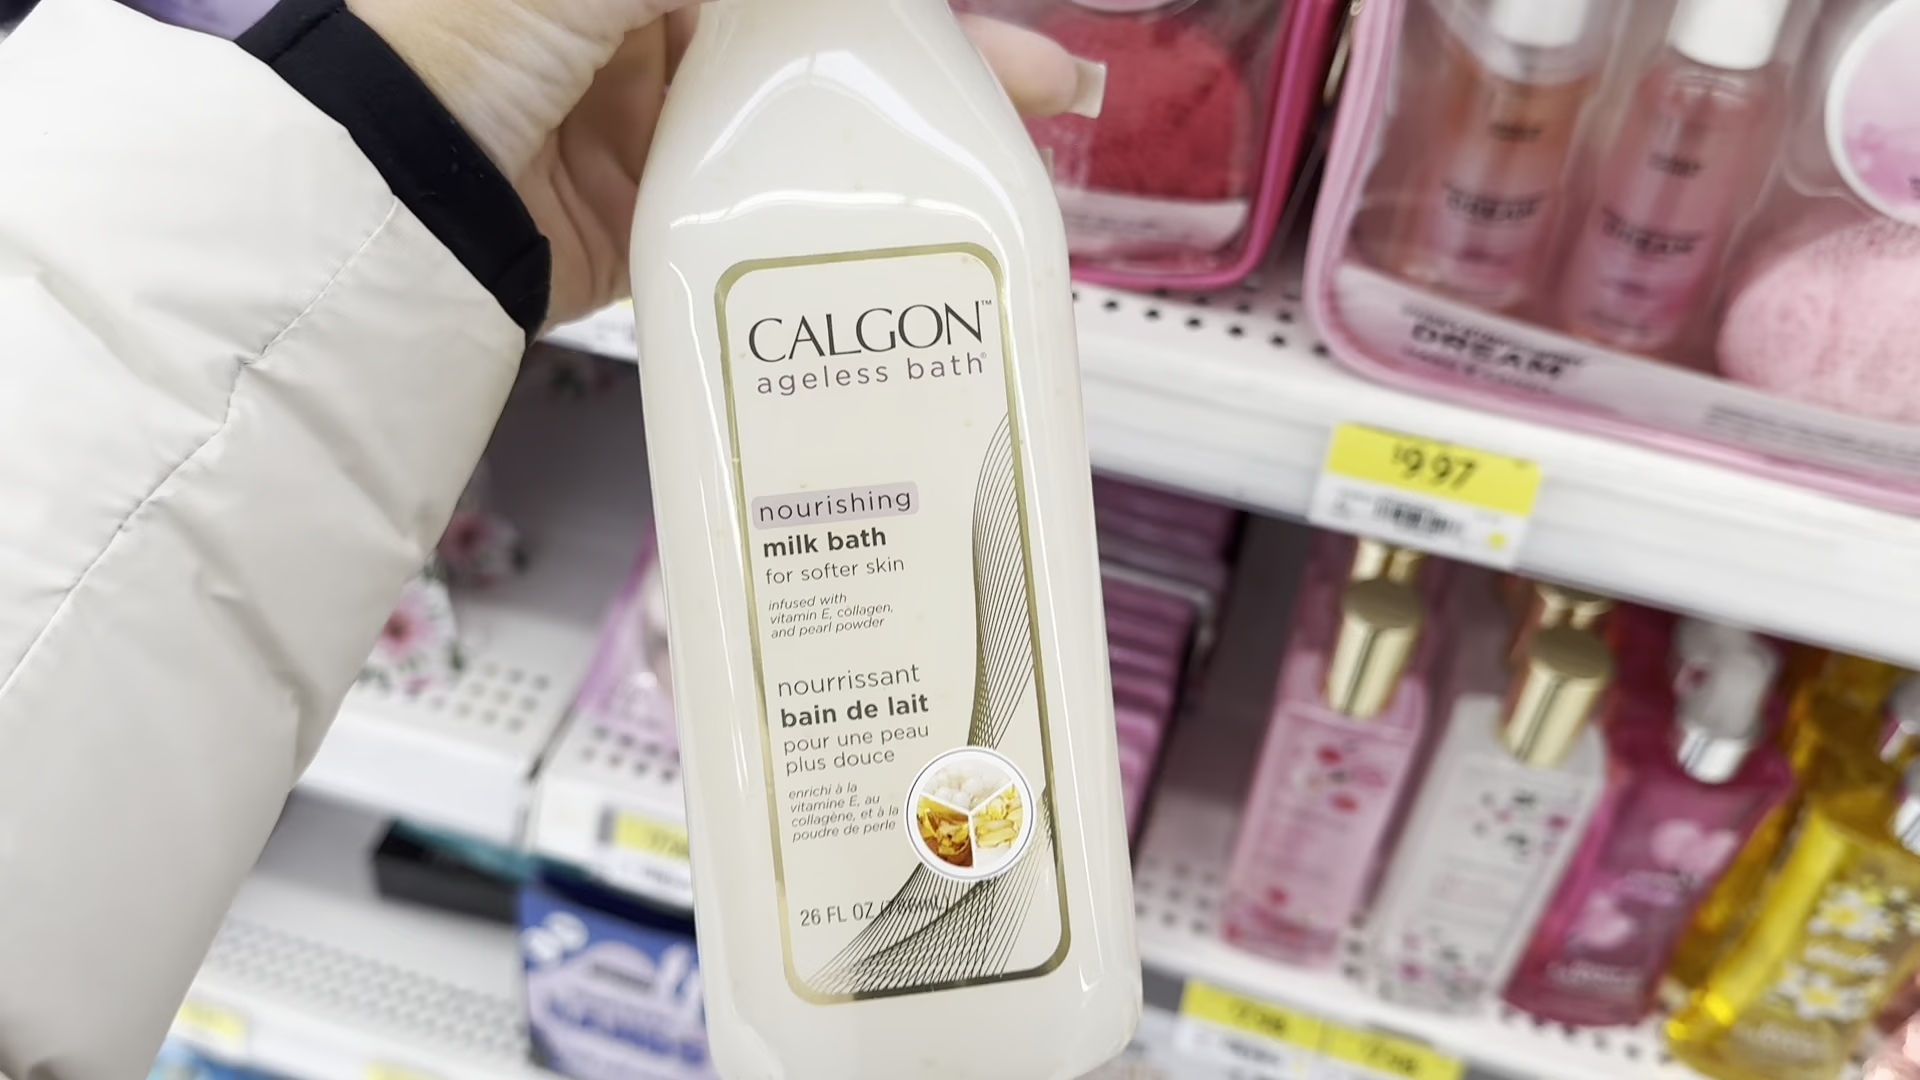 CALGON™
ageless bath®
nourishing
milk bath
for softer skin
infused with
vitamin E, collagen,
and pearl powder
nourrissant
bain de lait
pour une peau
plus douce
enrichi à la
vitamine E, au
collagène, et à la
poudre de perle
26 FL OZ
$9.97
DREAM